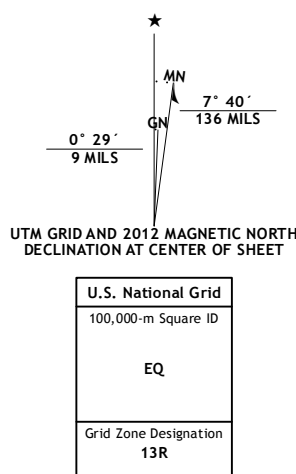 ★
MN
GN
7° 40´
136 MILS
0° 29´
9 MILS
UTM GRID AND 2012 MAGNETIC NORTH
DECLINATION AT CENTER OF SHEET
U.S. National Grid
100,000-m Square ID
EQ
Grid Zone Designation
13R